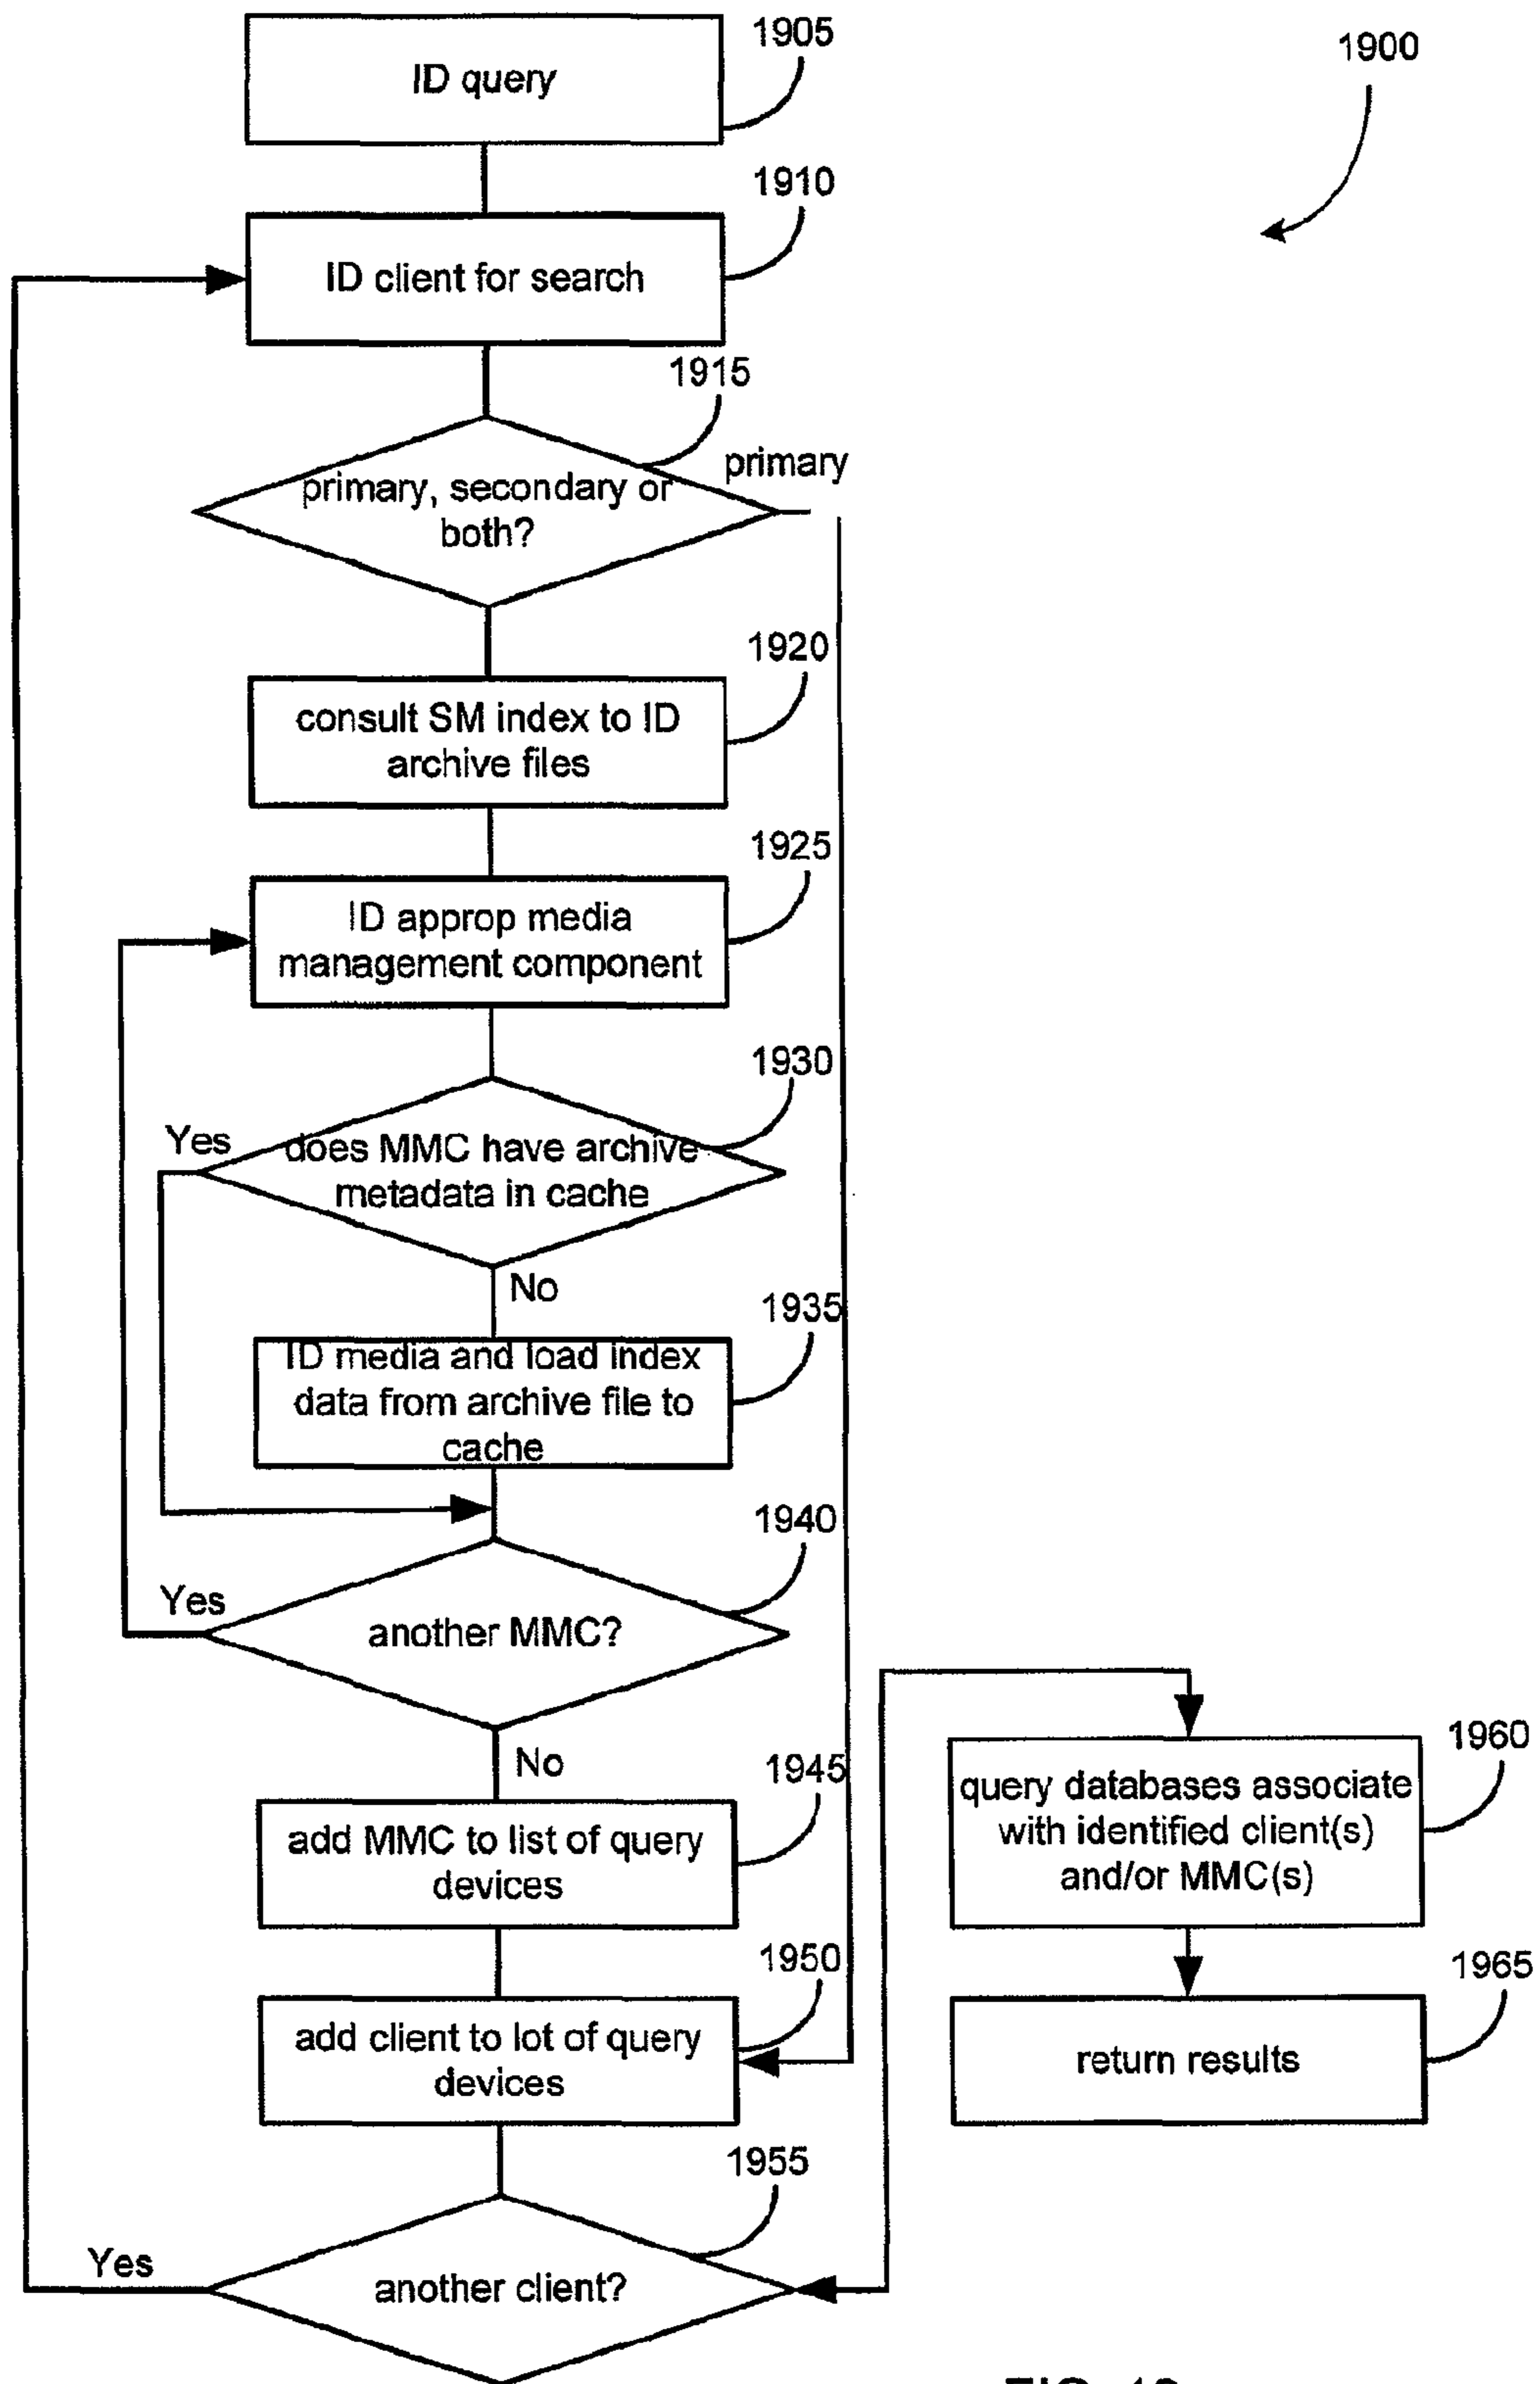 1905
1900
ID query
1910
ID client for search
1915
primary
primary, secondary or
both?
1920
consult SM index to ID
archive files
1925
ID approp media
management component
1930
Yes
does MMC have archive
metadata in cache
No
1935
ID media and load index
data from archive file to
cache
1940
Yes
another MMC?
No
1945
add MMC to list of query
devices
1950
add client to lot of query
devices
1955
Yes
another client?
1960
query databases associate
with identified client(s)
and/or MMC(s)
1965
return results